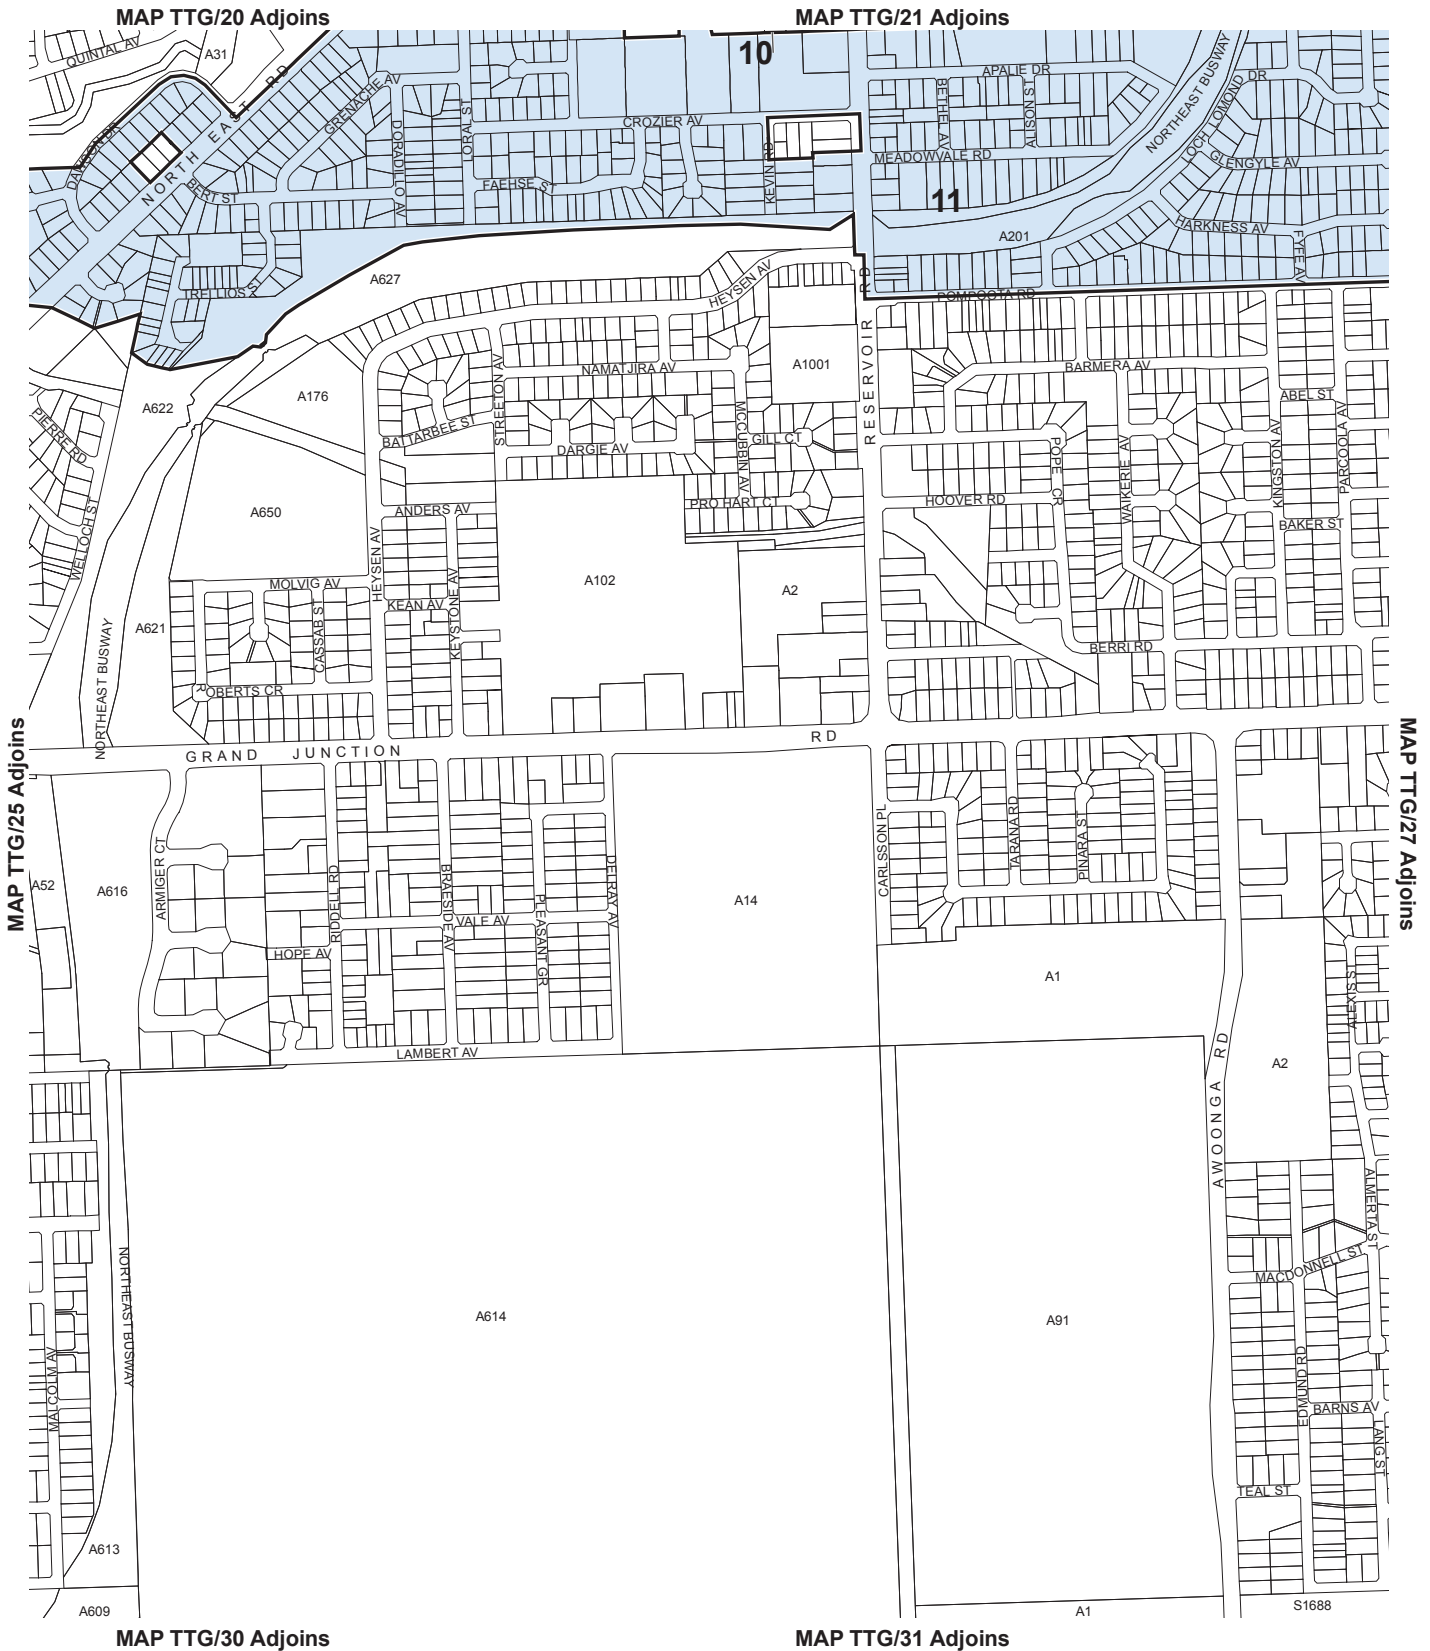 MAP TTG/20 Adjoins
MAP TTG/21 Adjoins
QUINTAL AV
A31
10
NORTH EAST RD
GRENACHE AV
DAWSON DR
DORADILLO AV
LORAL ST
CROZIER AV
APALIE DR
BETHEL AV
ALISON ST
NORTHEAST BUSWAY
LOCH LOMOND DR
GLENGYLE AV
MEADOWVALE RD
KEVIN RD
FAEHSE ST
BERT ST
11
A201
HARKNESS AV
FYFE AV
TRELLIOS ST
A627
HEYSEN AV
POMPOOTA RD
RESERVOIR RD
NAMATJIRA AV
A1001
BARMERA AV
ABEL ST
A176
A622
PIERRE RD
STREETON AV
BATTARBEE ST
DARGIE AV
MCCUBBIN AV
GILL CT
POPE CR
WAIKERIE AV
KINGSTON AV
PARCOOLA AV
PRO HART CT
HOOVER RD
BAKER ST
A650
ANDERS AV
WELLOCH ST
HEYSEN AV
MOLVIG AV
A102
A2
KEAN AV
KEYSTONE AV
CASSAB ST
A621
NORTHEAST BUSWAY
ROBERTS CR
BERRI RD
GRAND JUNCTION RD
MAP TTG/25 Adjoins
MAP TTG/27 Adjoins
A52
A616
ARMIGER CT
RIDDELL RD
BRAESIDE AV
VALE AV
PLEASANT GR
DELRAY AV
HOPE AV
A14
CARLSSON PL
TARANA RD
PINARA ST
A1
ALEXIS ST
LAMBERT AV
AWOONGA RD
A2
ALMERTA ST
MACDONNELL ST
NORTHEAST BUSWAY
A614
A91
MALCOLM AV
EDMUND RD
BARNS AV
LANG ST
TEAL ST
A613
A609
A1
S1688
MAP TTG/30 Adjoins
MAP TTG/31 Adjoins